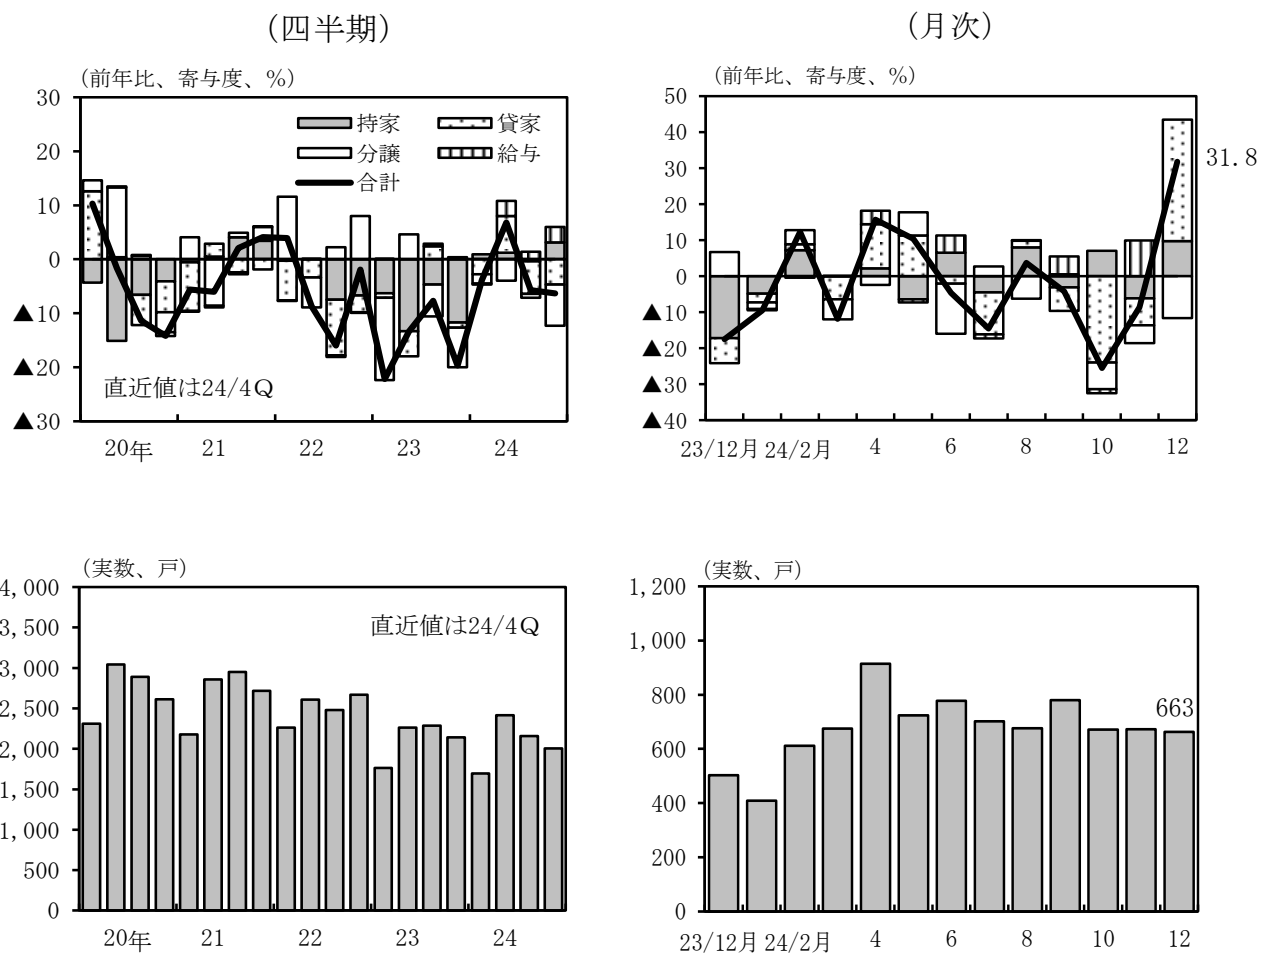 （四半期）
（前年比、寄与度、％）
持家
貸家
分譲
給与
合計
30
20
10
0
▲10
▲20
▲30
直近値は24/4Q
20年
21
22
23
24
（月次）
（前年比、寄与度、％）
50
40
30
20
10
0
▲10
▲20
▲30
▲40
31.8
23/12月
24/2月
4
6
8
10
12
（実数、戸）
4,000
3,500
3,000
2,500
2,000
1,500
1,000
500
0
直近値は24/4Q
20年
21
22
23
24
（実数、戸）
1,200
1,000
800
600
400
200
0
663
23/12月
24/2月
4
6
8
10
12